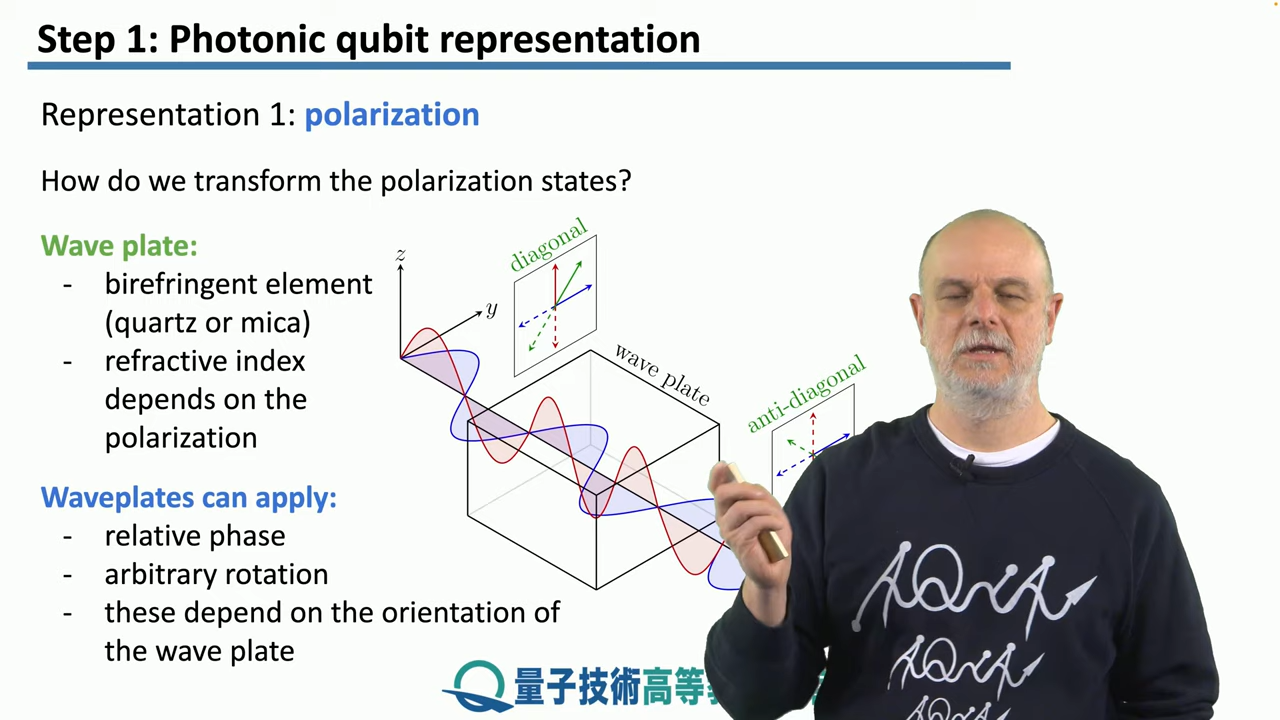 Step 1: Photonic qubit representation
Representation 1: polarization
How do we transform the polarization states?
Wave plate:
- birefringent element
(quartz or mica)
- refractive index
depends on the
polarization
Waveplates can apply:
- relative phase
- arbitrary rotation
- these depend on the orientation of
the wave plate
z
y
diagonal
wave plate
anti-diagonal
量子技術高等